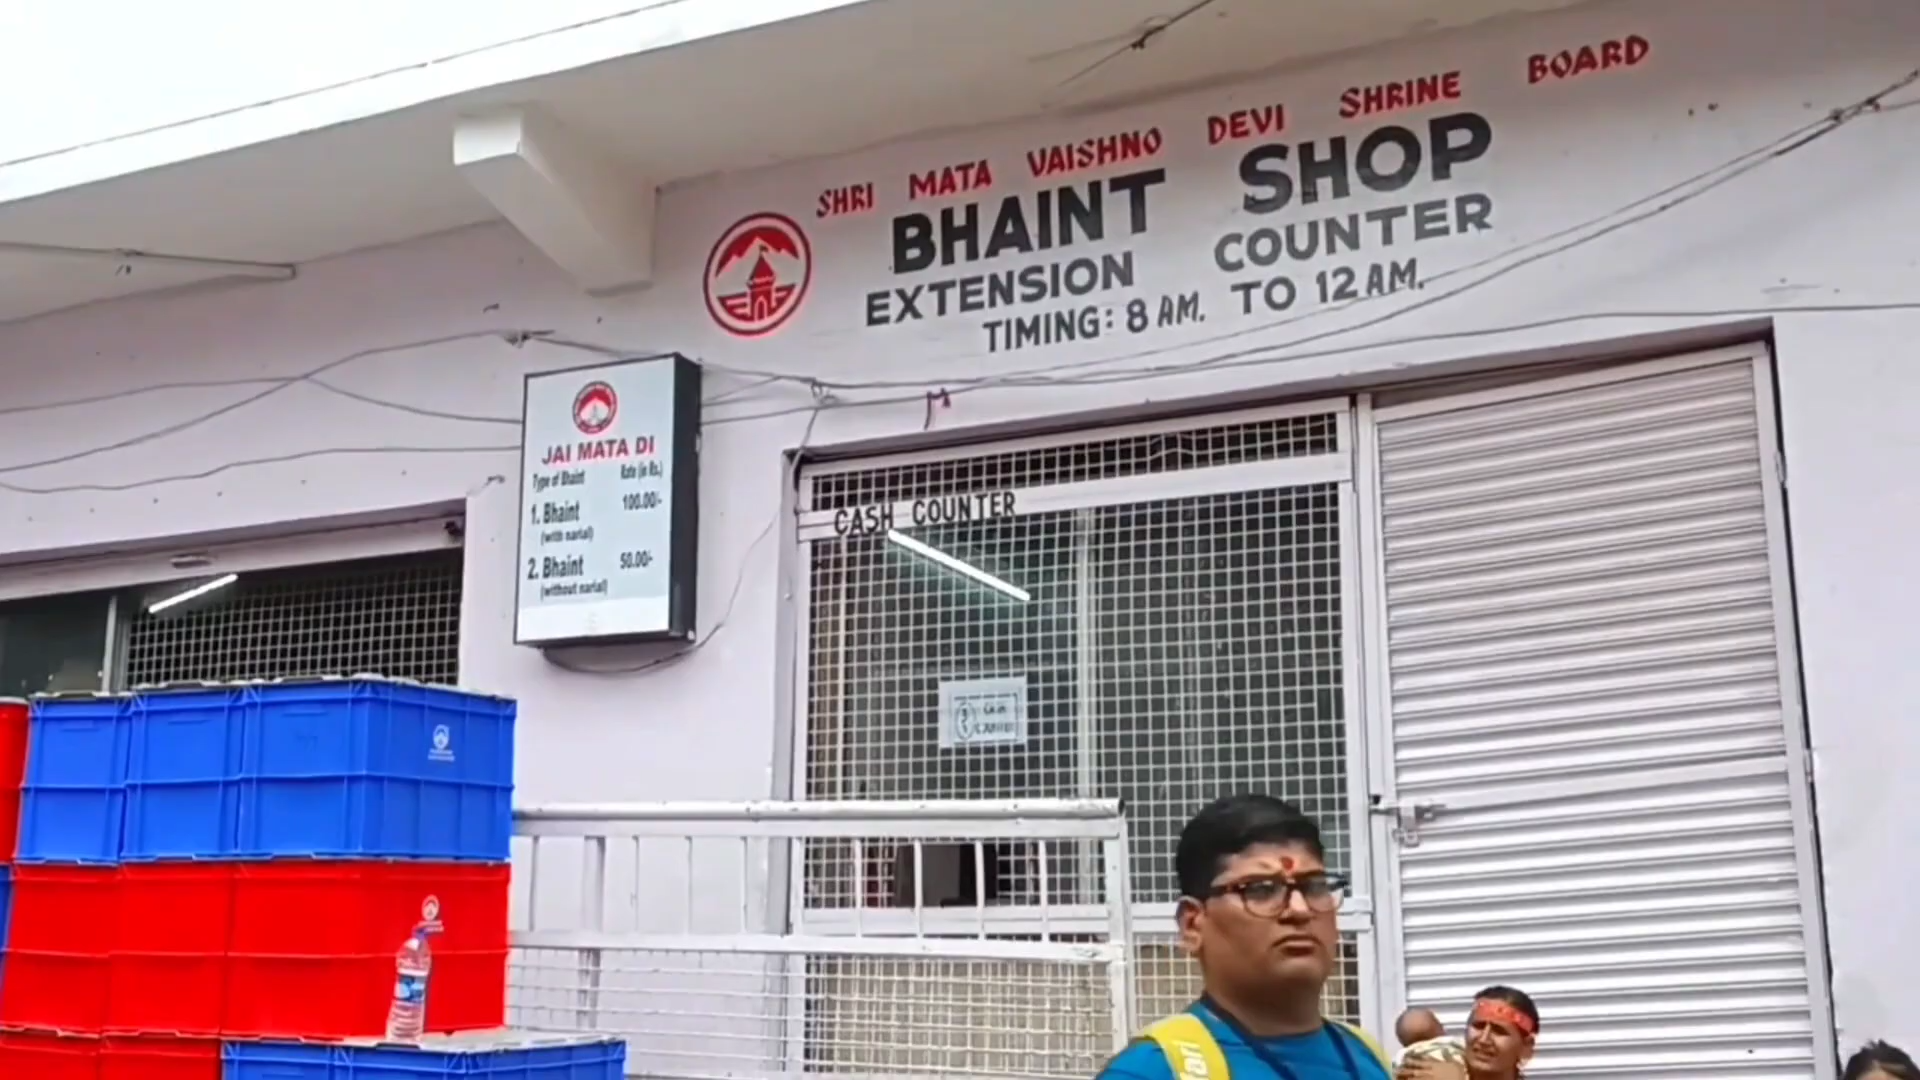 SHRI MATA VAISHNO DEVI SHRINE BOARD
BHAINT SHOP
EXTENSION COUNTER
TIMING: 8 AM. TO 12 AM.
JAI MATA DI
Type of Bhaint Rate (in Rs.)
1. Bhaint 100.00/-
(with narial)
2. Bhaint 50.00/-
(without narial)
CASH COUNTER